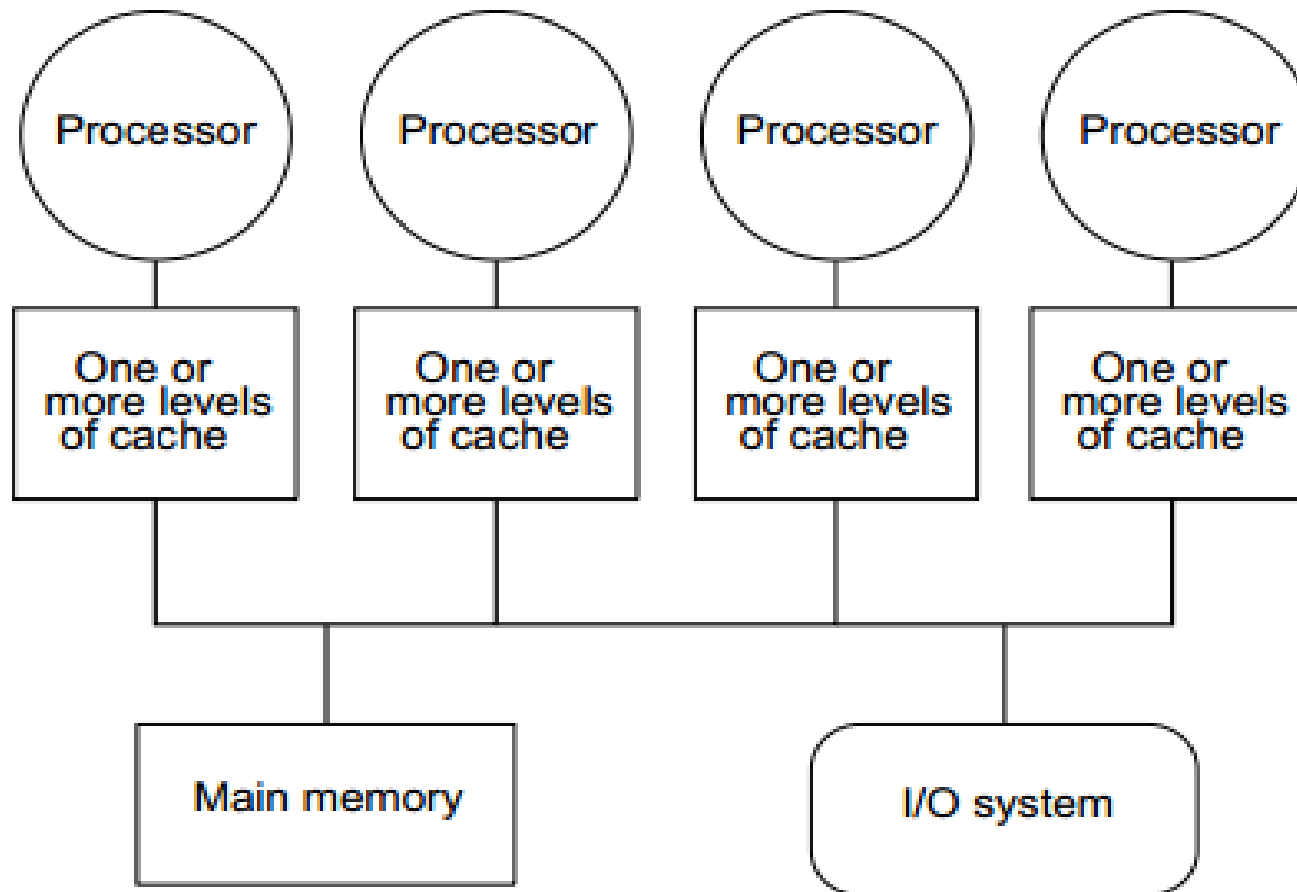 Processor
Processor
Processor
Processor
One or
more levels
of cache
One or
more levels
of cache
One or
more levels
of cache
One or
more levels
of cache
Main memory
I/O system